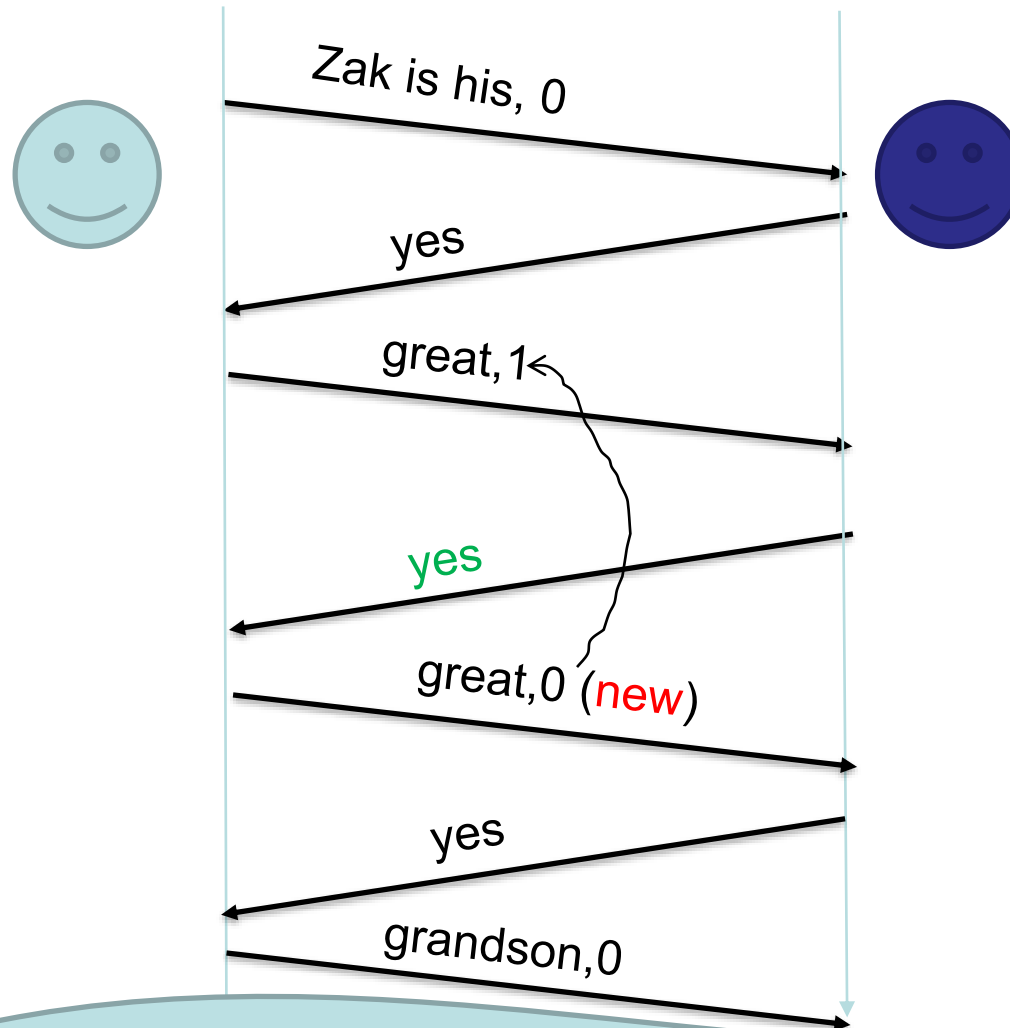 Zak is his, 0
yes
great,1
yes
great,0 (new)
yes
grandson,0